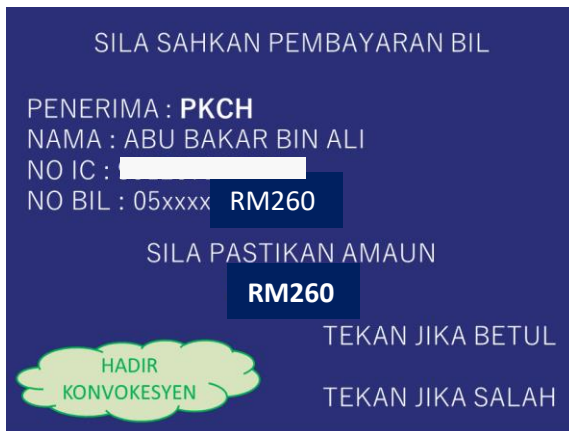 SILA SAHKAN PEMBAYARAN BIL
PENERIMA : PKCH
NAMA : ABU BAKAR BIN ALI
NO IC :
NO BIL : 05xxxx RM260
SILA PASTIKAN AMAUN
RM260
TEKAN JIKA BETUL
HADIR
KONVOKESYEN
TEKAN JIKA SALAH